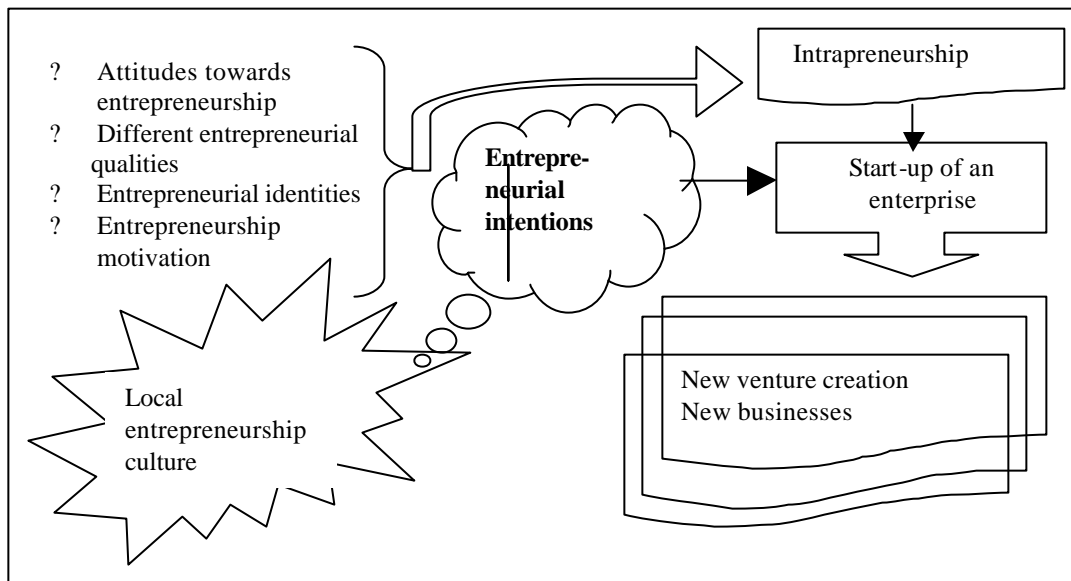 ? Attitudes towards
entrepreneurship
? Different entrepreneurial
qualities
? Entrepreneurial identities
? Entrepreneurship
motivation
Entrepre-
neurial
intentions
Intrapreneurship
Start-up of an
enterprise
Local
entrepreneurship
culture
New venture creation
New businesses